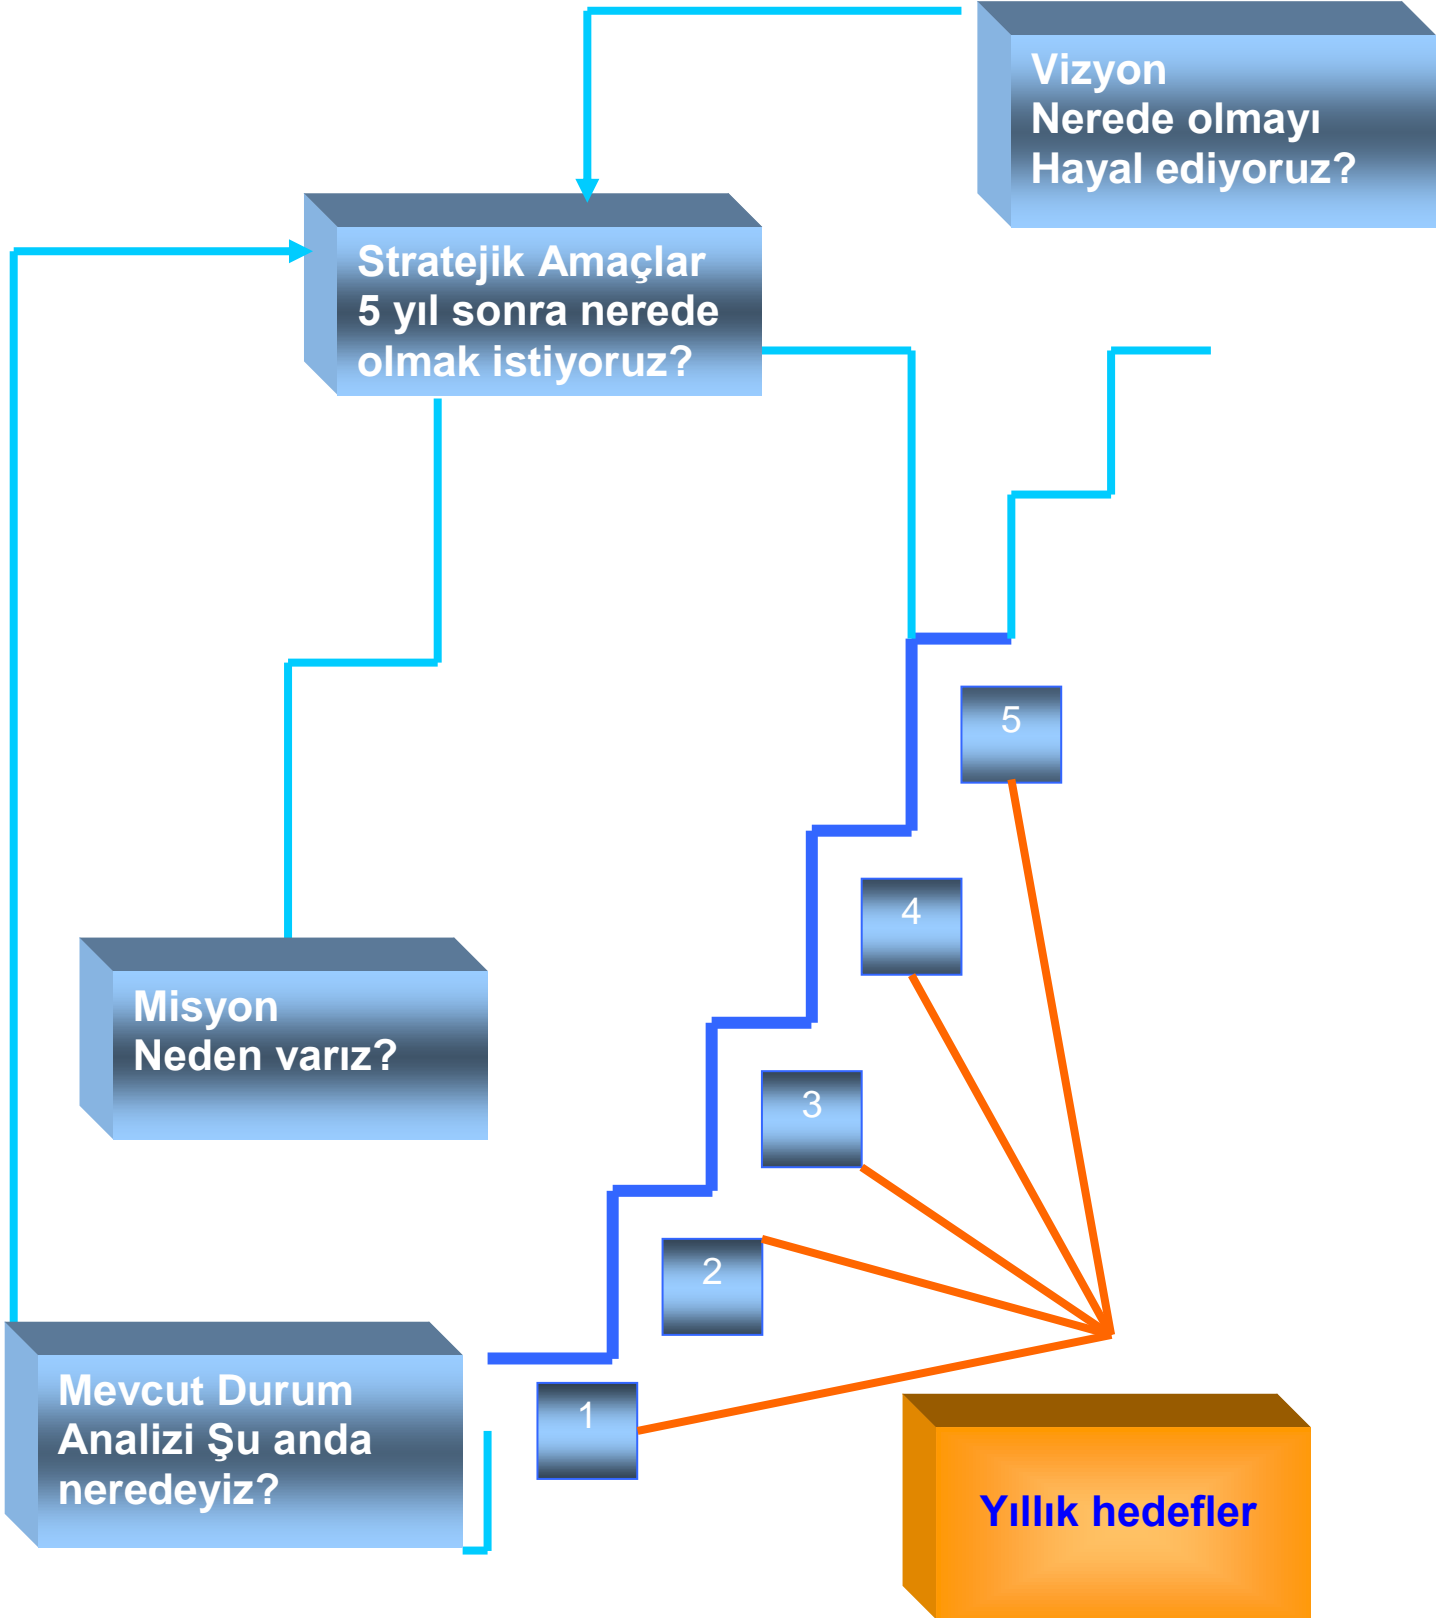 Vizyon
Nerede olmayı
Hayal ediyoruz?
Stratejik Amaçlar
5 yıl sonra nerede
olmak istiyoruz?
5
4
Misyon
Neden varız?
3
2
Mevcut Durum
Analizi Şu anda
neredeyiz?
1
Yıllık hedefler